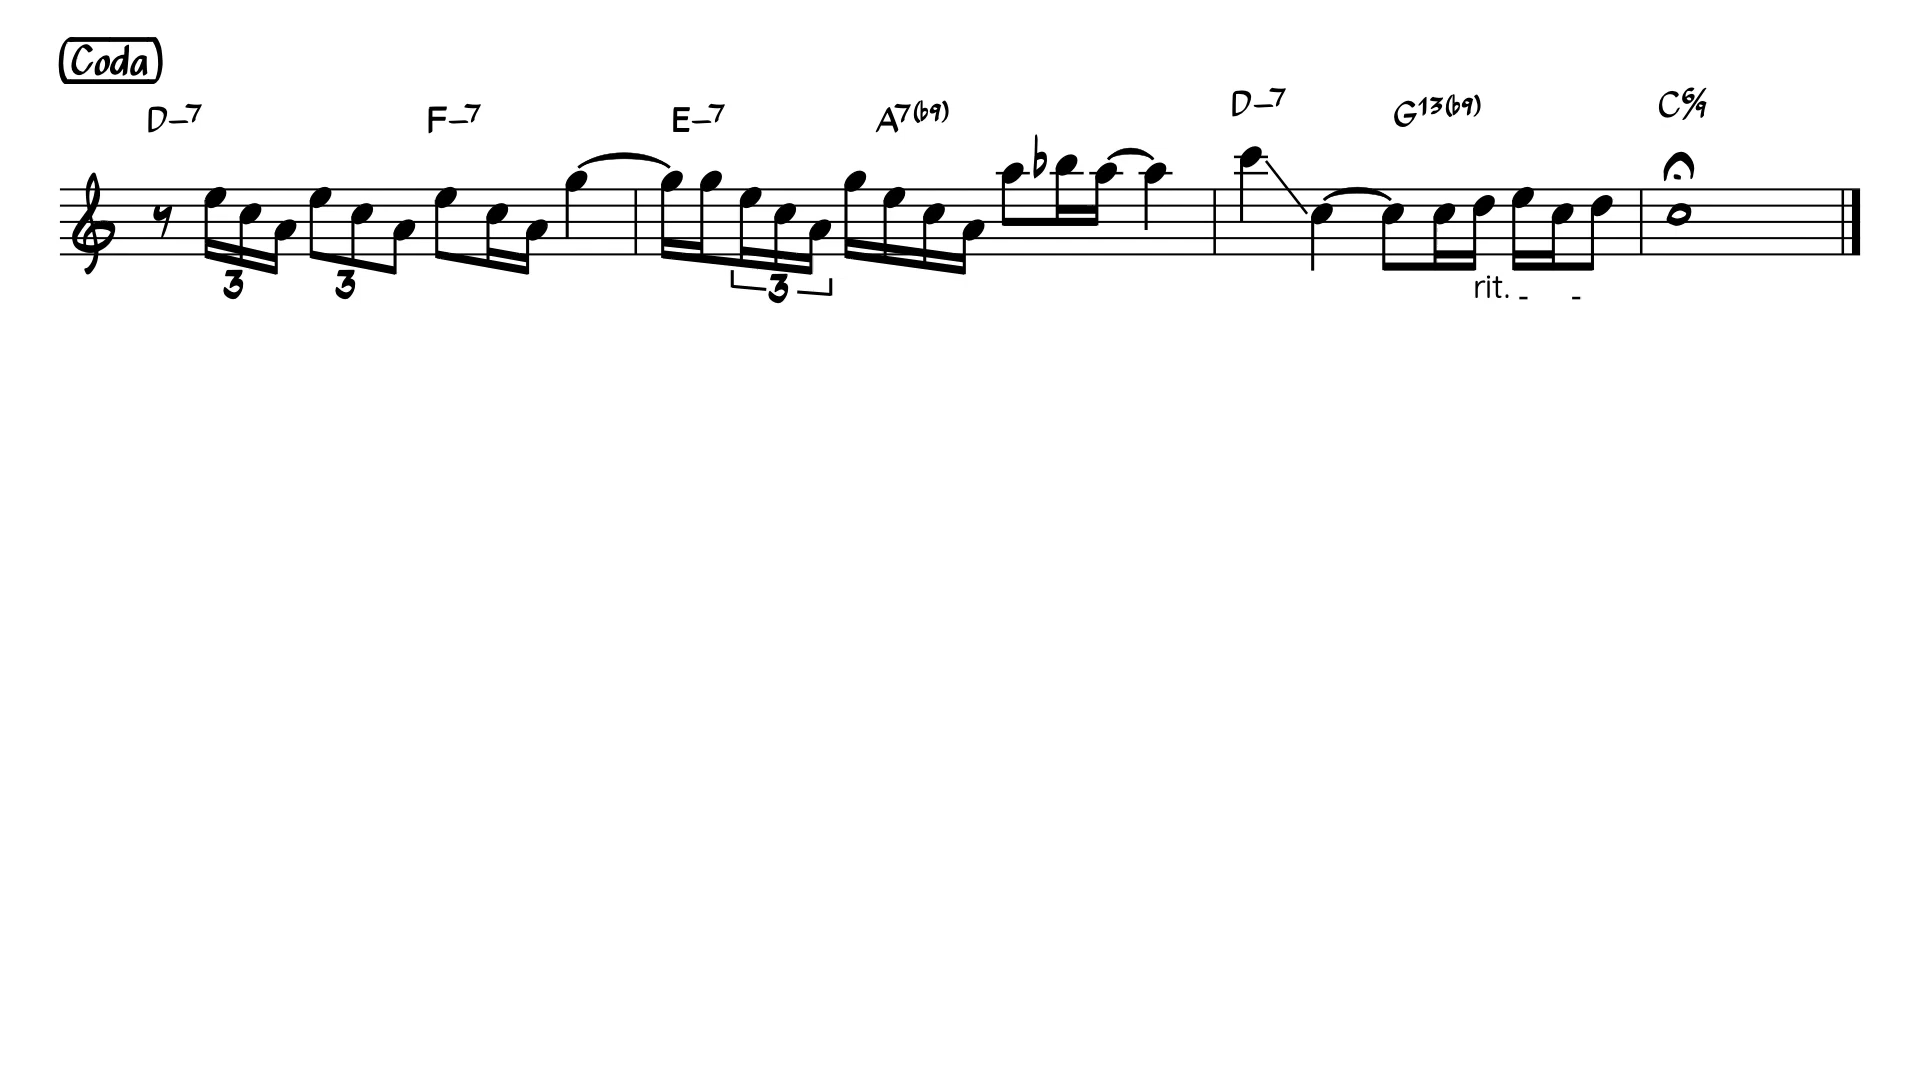 Coda
D–7 F–7 E–7 A7(b9) D–7 G13(b9) C6/9
3 3 3 rit. - -